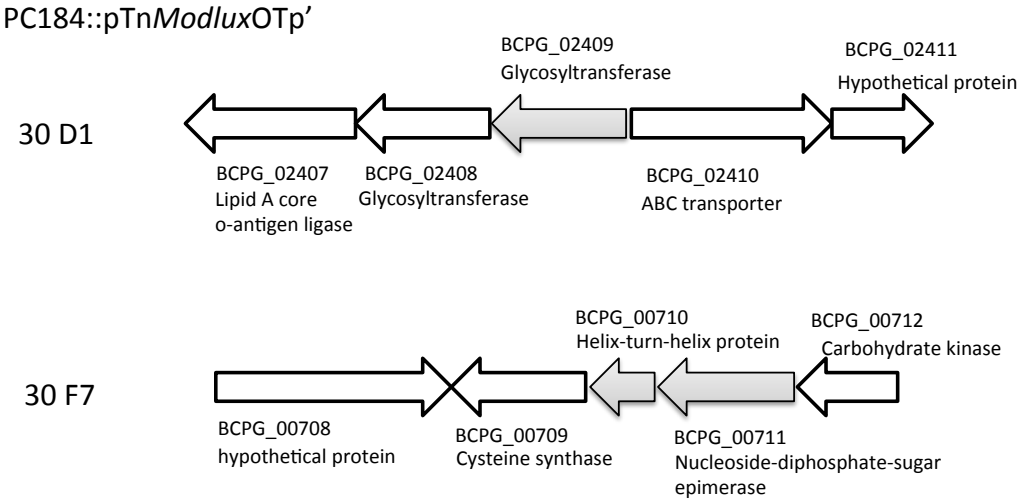 PC184::pTnModluxOTp’
BCPG_02409
Glycosyltransferase
BCPG_02411
Hypothetical protein
30 D1
BCPG_02407
Lipid A core
o-antigen ligase
BCPG_02408
Glycosyltransferase
BCPG_02410
ABC transporter
BCPG_00710
Helix-turn-helix protein
BCPG_00712
Carbohydrate kinase
30 F7
BCPG_00708
hypothetical protein
BCPG_00709
Cysteine synthase
BCPG_00711
Nucleoside-diphosphate-sugar
epimerase